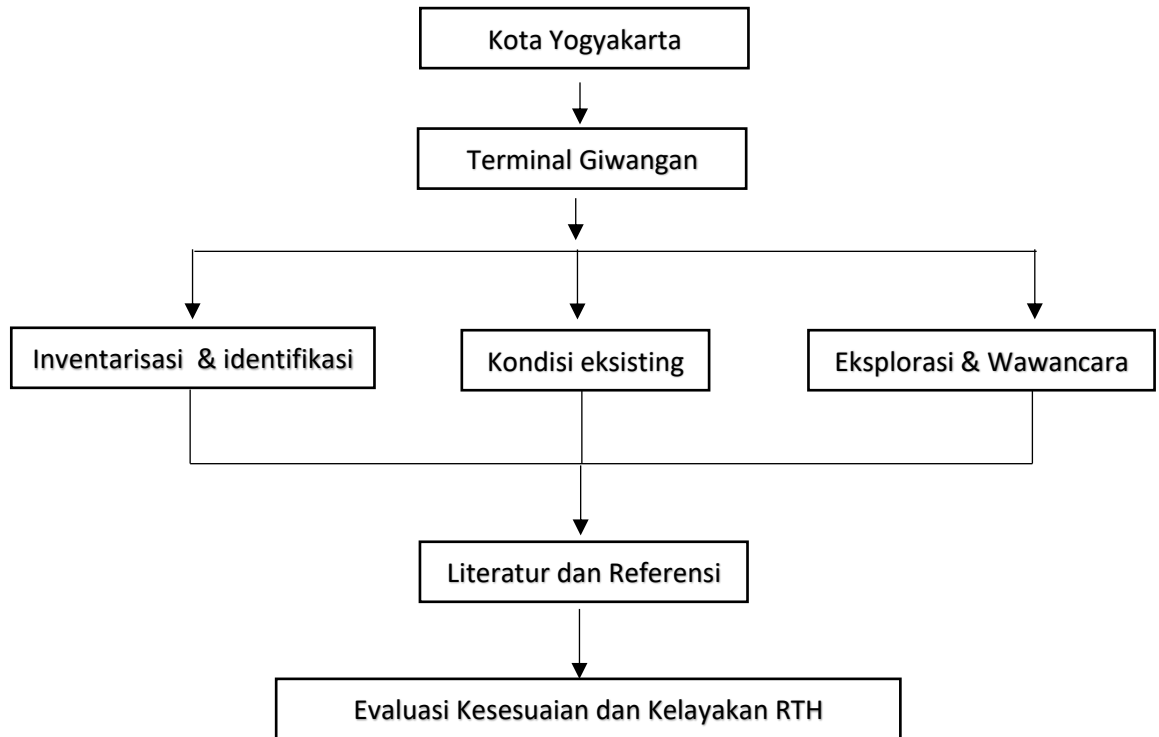 Kota Yogyakarta
Terminal Giwangan
Inventarisasi & identifikasi
Kondisi eksisting
Eksplorasi & Wawancara
Literatur dan Referensi
Evaluasi Kesesuaian dan Kelayakan RTH